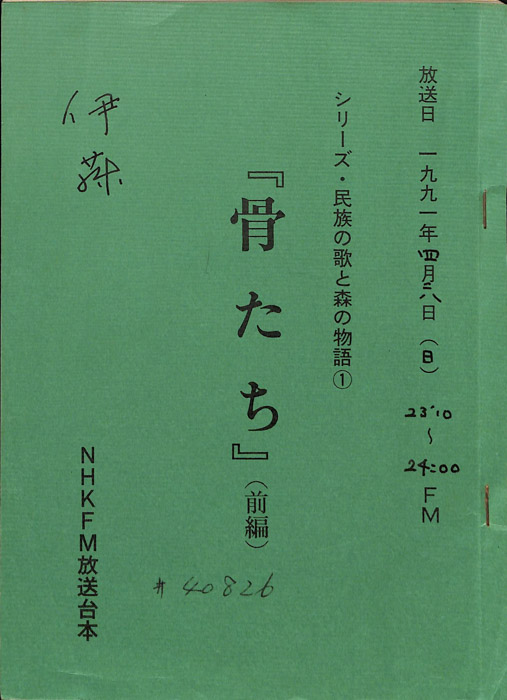 放送日　一九九一年四月二八日（日）　23:10～24:00　FM
シリーズ・民族の歌と森の物語①
『骨たち』（前編）
# 40826
伊藤
NHKFM放送台本